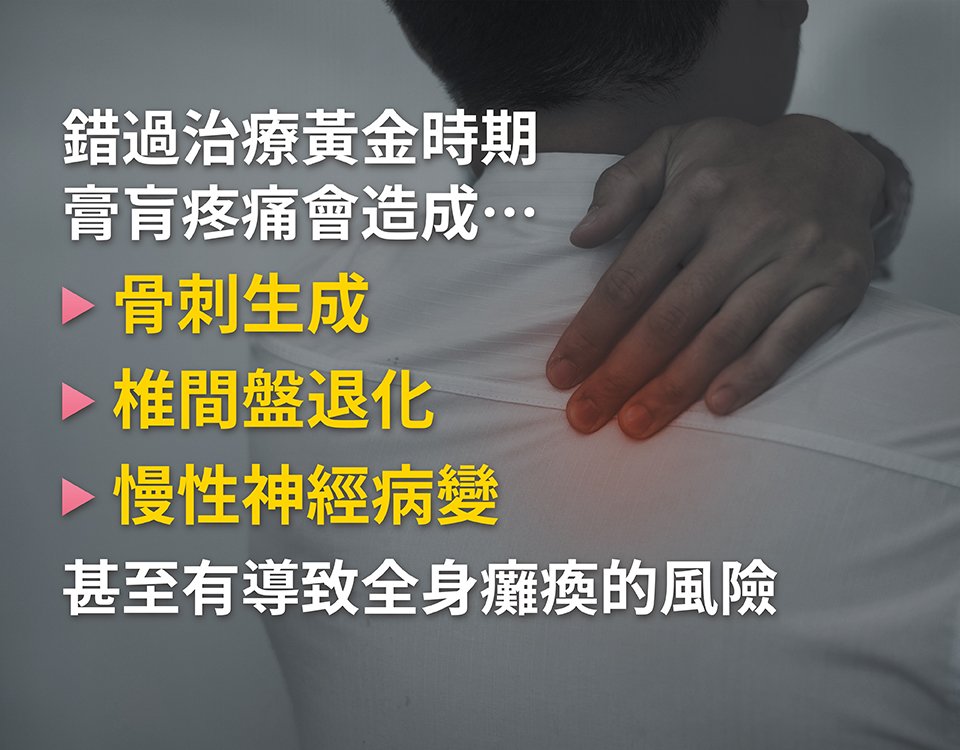 錯過治療黃金時期
膏肓疼痛會造成…
▶ 骨刺生成
▶ 椎間盤退化
▶ 慢性神經病變
甚至有導致全身癱瘓的風險